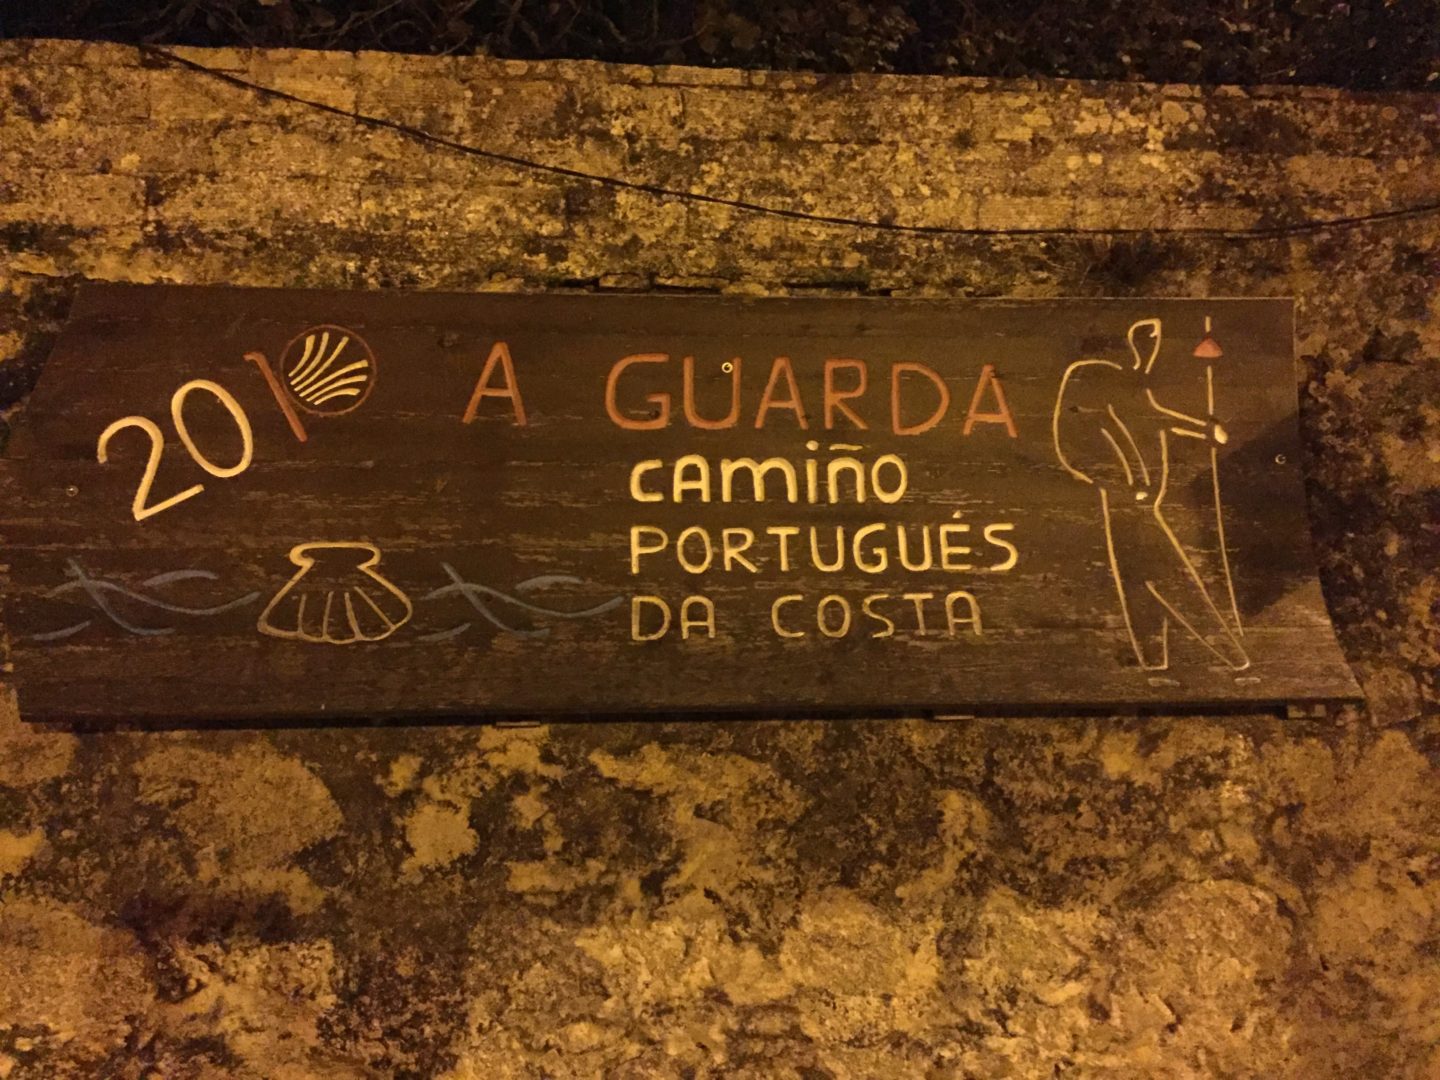 2010
A GUARDA
CAMIÑO
PORTUGUÉS
DA COSTA